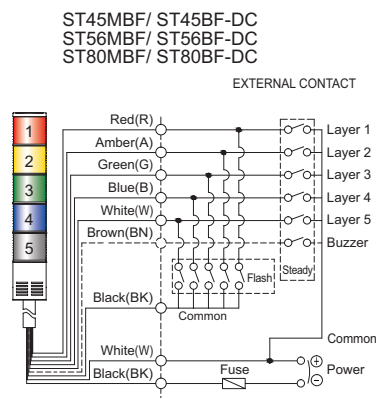 ST45MBF/ ST45BF-DC
ST56MBF/ ST56BF-DC
ST80MBF/ ST80BF-DC
EXTERNAL CONTACT
Red(R)
Layer 1
Amber(A)
Layer 2
Green(G)
Layer 3
Blue(B)
Layer 4
White(W)
Layer 5
Brown(BN)
Buzzer
1
2
3
4
5
Flash
Steady
Black(BK)
Common
White(W)
Common
Black(BK)
Fuse
Power